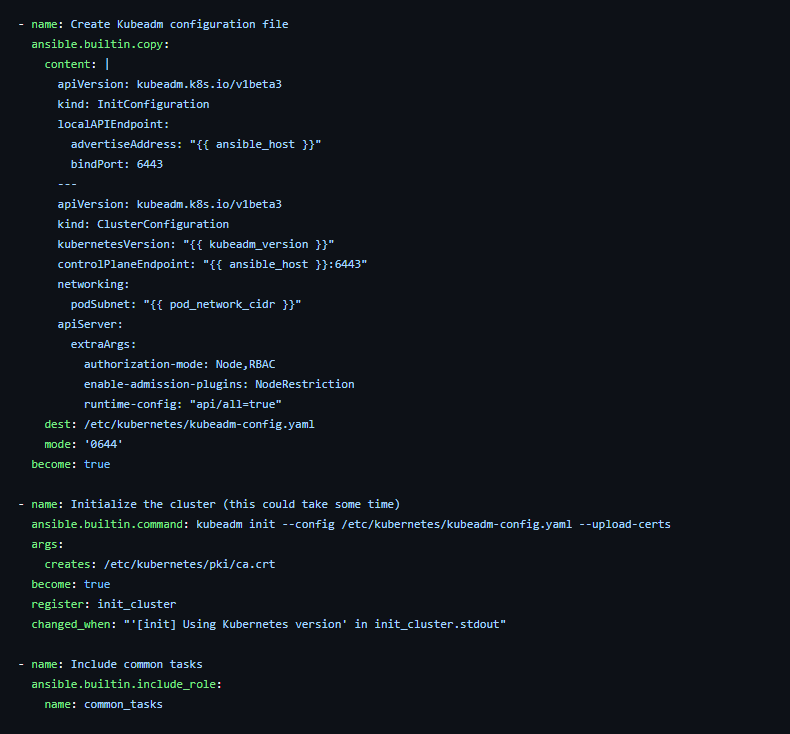 - name: Create Kubeadm configuration file
  ansible.builtin.copy:
    content: |
      apiVersion: kubeadm.k8s.io/v1beta3
      kind: InitConfiguration
      localAPIEndpoint:
        advertiseAddress: "{{ ansible_host }}"
        bindPort: 6443
      ---
      apiVersion: kubeadm.k8s.io/v1beta3
      kind: ClusterConfiguration
      kubernetesVersion: "{{ kubeadm_version }}"
      controlPlaneEndpoint: "{{ ansible_host }}:6443"
      networking:
        podSubnet: "{{ pod_network_cidr }}"
      apiServer:
        extraArgs:
          authorization-mode: Node,RBAC
          enable-admission-plugins: NodeRestriction
          runtime-config: "api/all=true"
    dest: /etc/kubernetes/kubeadm-config.yaml
    mode: '0644'
  become: true

- name: Initialize the cluster (this could take some time)
  ansible.builtin.command: kubeadm init --config /etc/kubernetes/kubeadm-config.yaml --upload-certs
  args:
    creates: /etc/kubernetes/pki/ca.crt
  become: true
  register: init_cluster
  changed_when: "'[init] Using Kubernetes version' in init_cluster.stdout"

- name: Include common tasks
  ansible.builtin.include_role:
    name: common_tasks